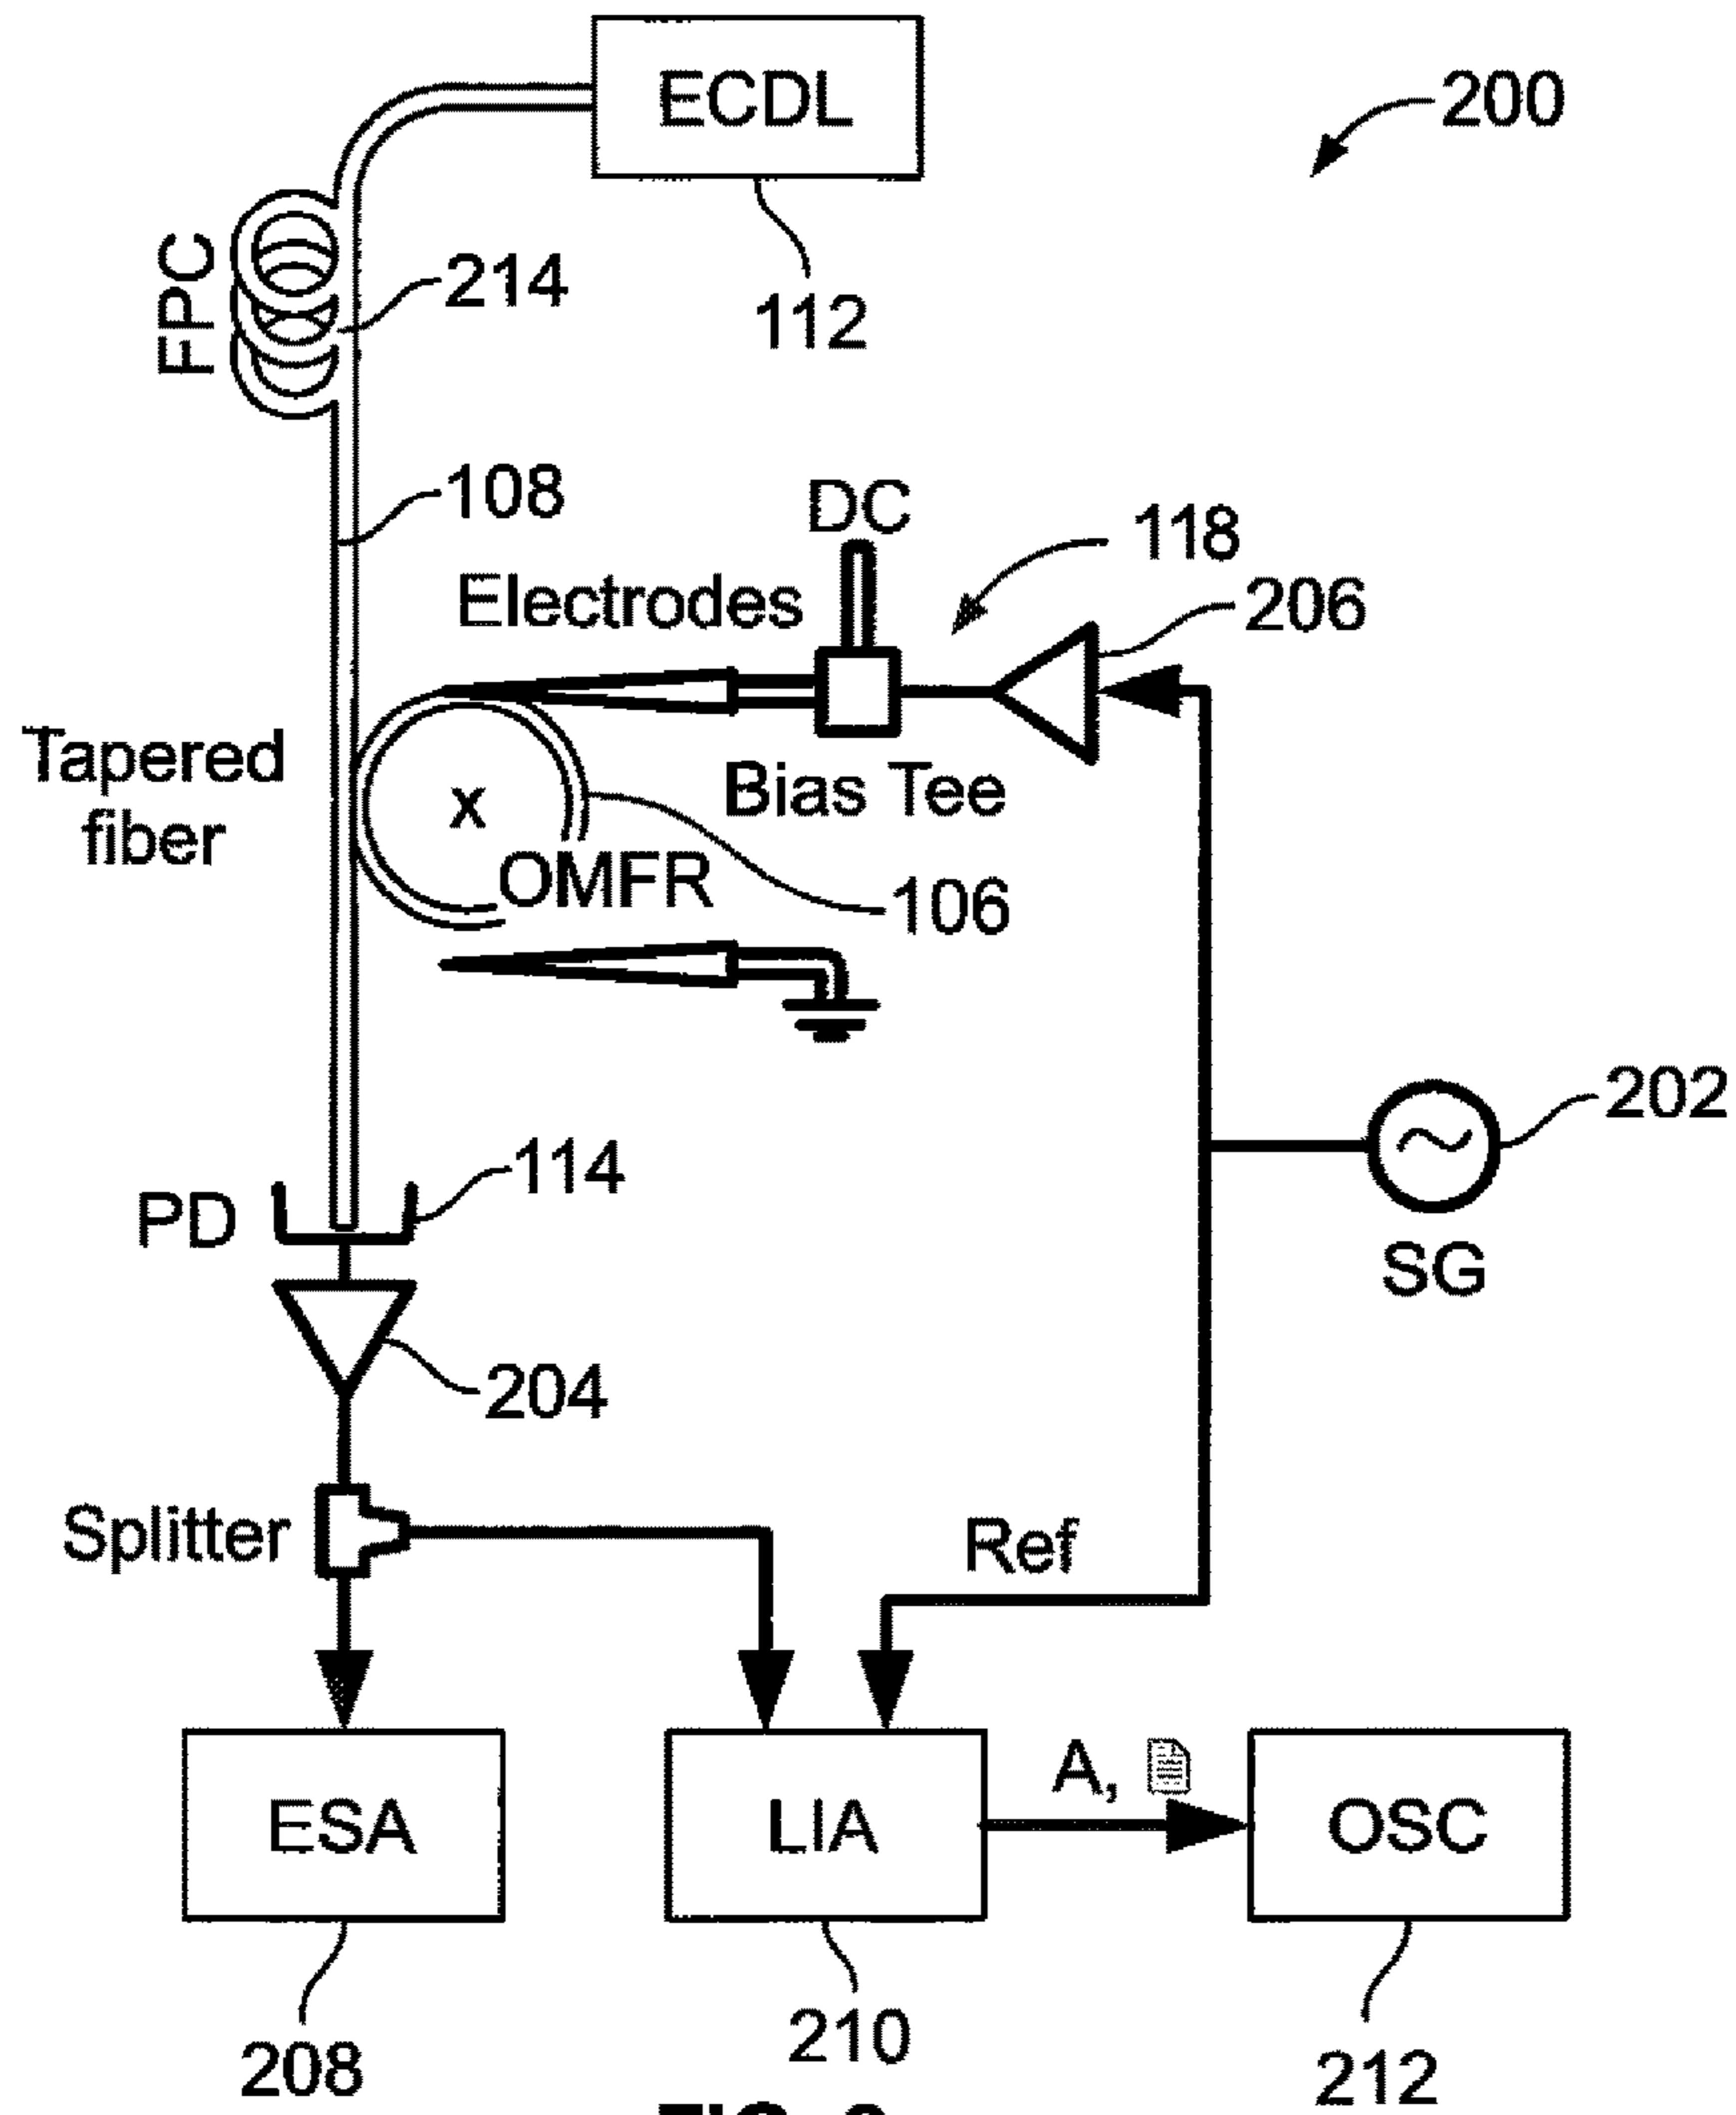 ECDL
200
FPC
214
112
108
DC
118
Electrodes
206
Tapered
fiber
x
Bias Tee
OMFR
106
202
114
PD
SG
204
Splitter
Ref
A,
ESA
LIA
OSC
208
210
212